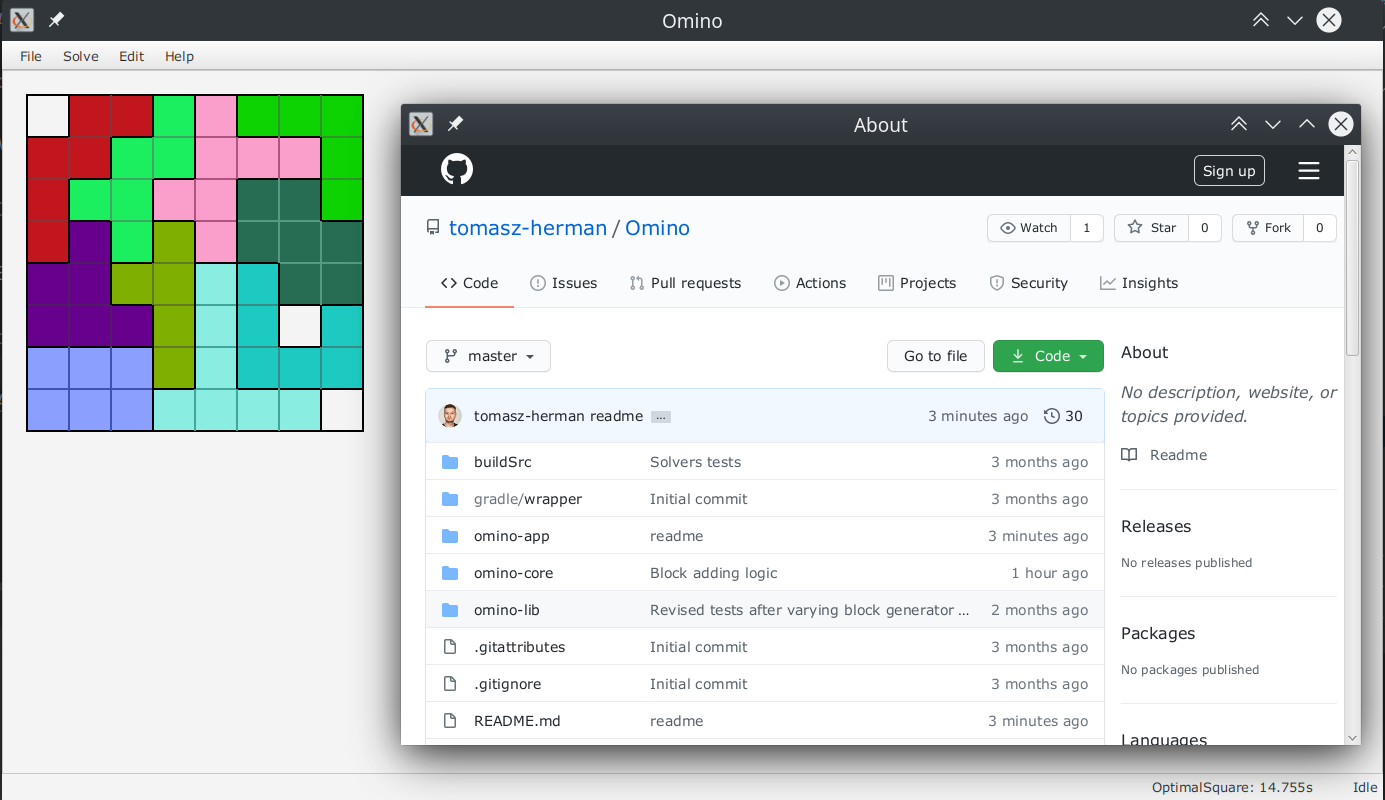 Omino
File Solve Edit Help
About
Sign up
tomasz-herman / Omino
Watch 1 Star 0 Fork 0
Code Issues Pull requests Actions Projects Security Insights
master Go to file Code
tomasz-herman readme ... 3 minutes ago 30
buildSrc Solvers tests 3 months ago
gradle/wrapper Initial commit 3 months ago
omino-app readme 3 minutes ago
omino-core Block adding logic 1 hour ago
omino-lib Revised tests after varying block generator ... 2 months ago
.gitattributes Initial commit 3 months ago
.gitignore Initial commit 3 months ago
README.md readme 3 minutes ago
About
No description, website, or
topics provided.
Readme
Releases
No releases published
Packages
No packages published
Languages
OptimalSquare: 14.755s Idle